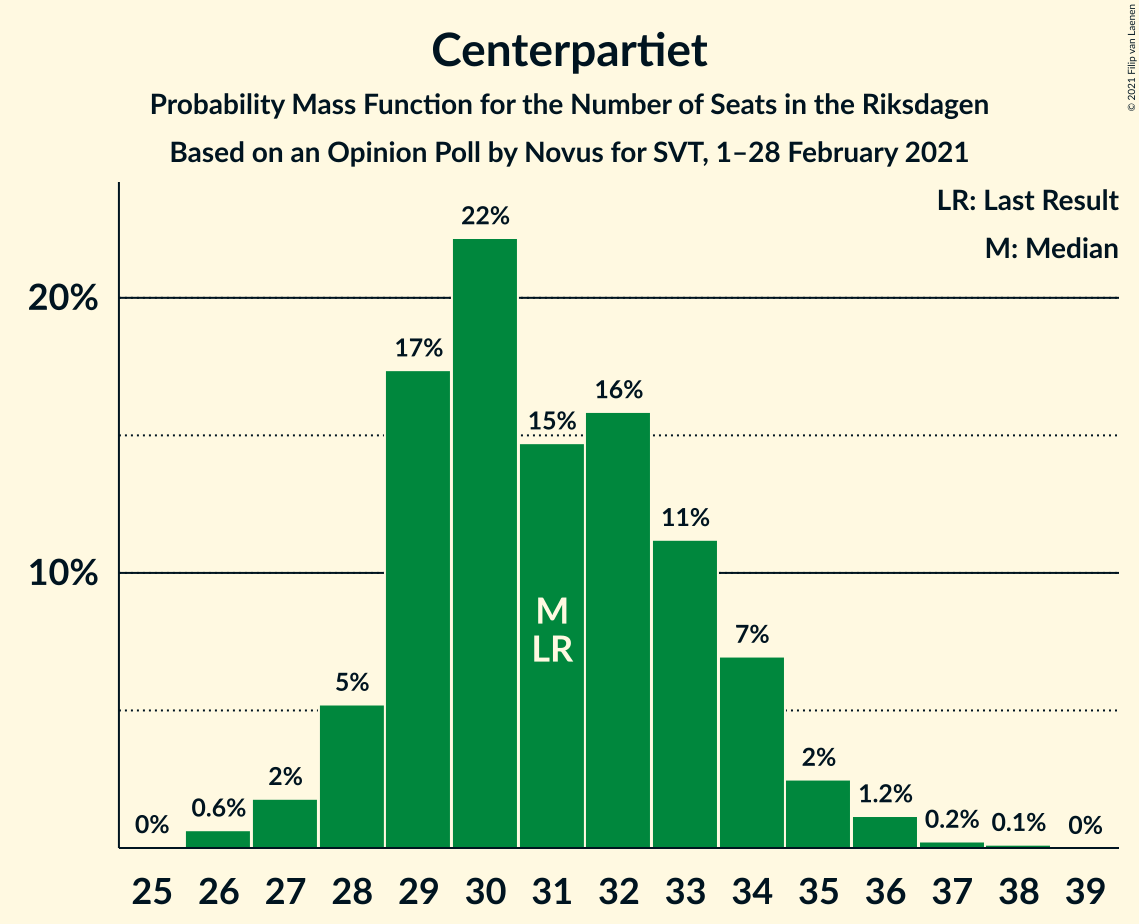 Centerpartiet
Probability Mass Function for the Number of Seats in the Riksdagen
Based on an Opinion Poll by Novus for SVT, 1–28 February 2021
© 2021 Filip van Laenen
LR: Last Result
M: Median
20%
10%
0%
0.6%
2%
5%
17%
22%
15%
16%
11%
7%
2%
1.2%
0.2%
0.1%
0%
M
LR
25 26 27 28 29 30 31 32 33 34 35 36 37 38 39